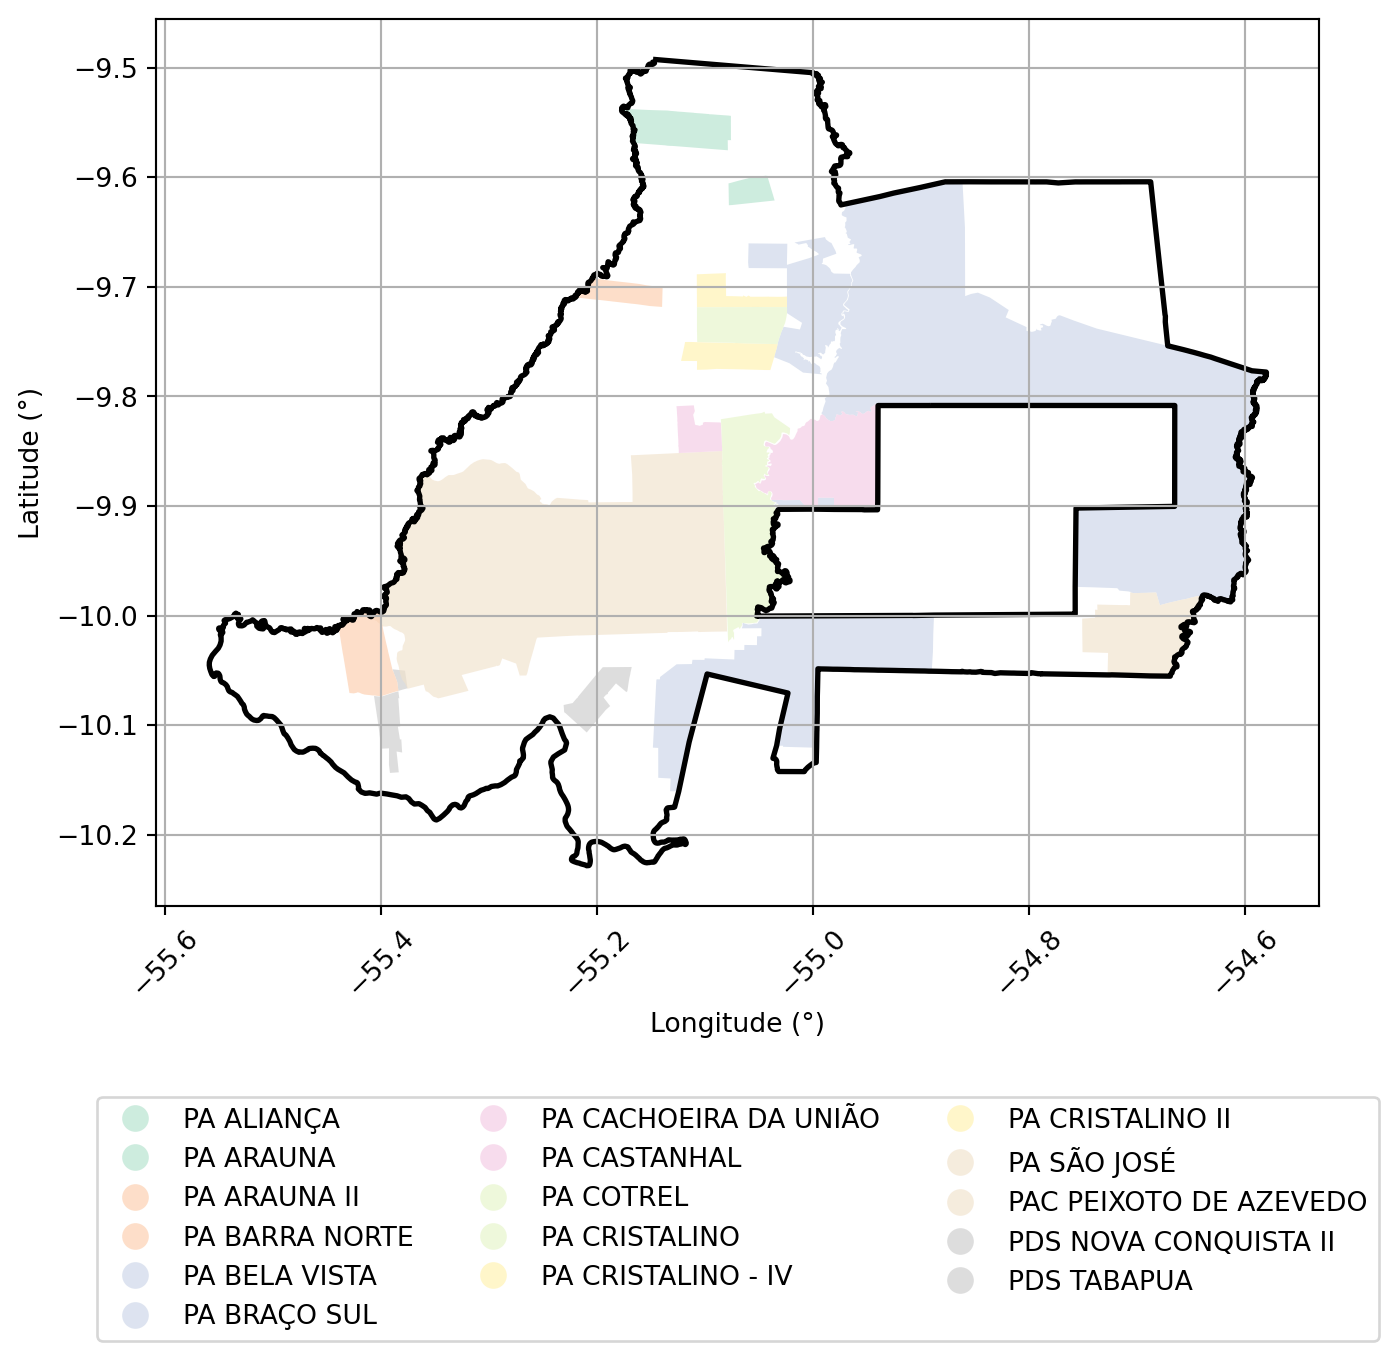 −9.5
−9.6
−9.7
−9.8
−9.9
−10.0
−10.1
−10.2
Latitude (°)
−55.6 −55.4 −55.2 −55.0 −54.8 −54.6
Longitude (°)
PA ALIANÇA
PA ARAUNA
PA ARAUNA II
PA BARRA NORTE
PA BELA VISTA
PA BRAÇO SUL
PA CACHOEIRA DA UNIÃO
PA CASTANHAL
PA COTREL
PA CRISTALINO
PA CRISTALINO - IV
PA CRISTALINO II
PA SÃO JOSÉ
PAC PEIXOTO DE AZEVEDO
PDS NOVA CONQUISTA II
PDS TABAPUA